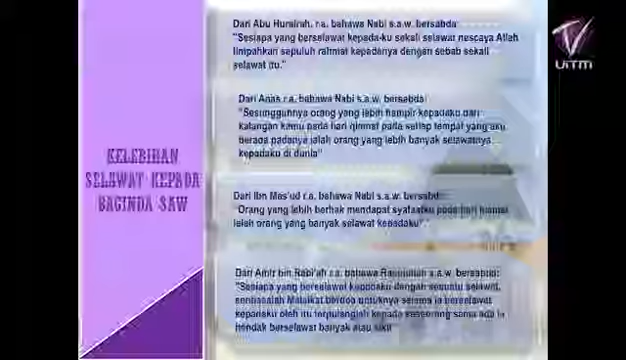 Dari Abu Hurairah, r.a. bahawa Nabi s.a.w. bersabda:
"Sesiapa yang berselawat kepada-ku sekali selawat nescaya Allah
limpahkan sepuluh rahmat kepadanya dengan sebab sekali
selawat itu."
Dari Anas r.a. bahawa Nabi s.a.w. bersabda:
"Sesungguhnya orang yang lebih hampir kepadaku dari
kalangan kamu pada hari qiamat pada setiap tempat yang aku
berada padanya ialah orang yang lebih banyak selawatnya
kepadaku di dunia"
KELEBIHAN
SELAWAT KEPADA
BAGINDA SAW
Dari Ibn Mas'ud r.a. bahawa Nabi s.a.w. bersabda:
"Orang yang lebih berhak mendapat syafaatku pada hari kiamat
ialah orang yang banyak selawat kepadaku".
Dari Amir bin Rabi'ah r.a. bahawa Rasulullah s.a.w. bersabda:
"Sesiapa yang berselawat kepadaku dengan sesuatu selawat,
senantiasa Malaikat berdoa untuknya selama ia berselawat
kepadaku oleh itu terpulanglah kepada seseorang sama ada ia
hendak berselawat banyak atau sikit
TV
UiTM